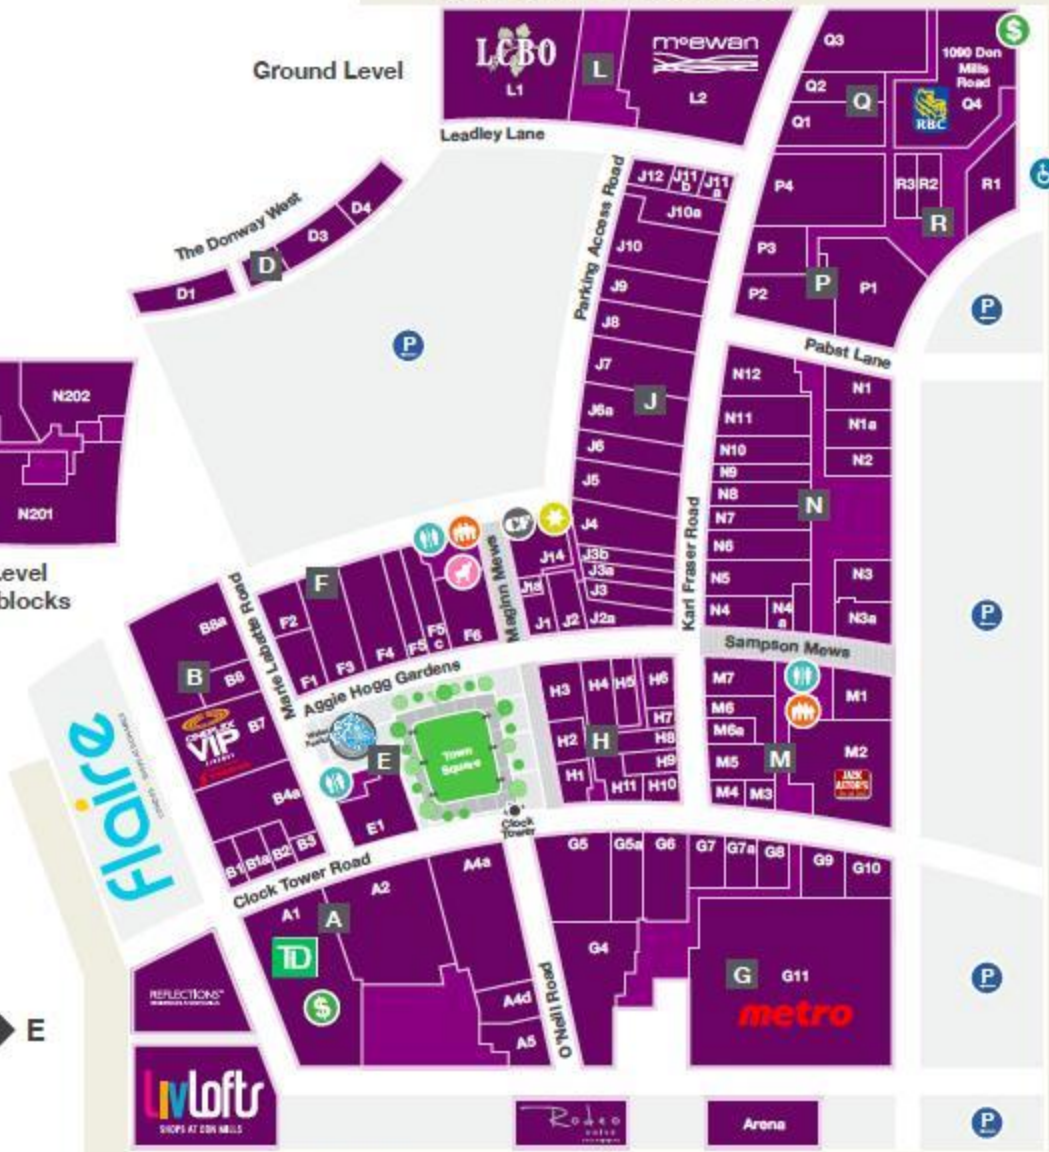 Ground Level
LCBO
L1
L
mcewan
L2
Q3
Q2
Q
Q1
1090 Don
Mills
Road
Q4
RBC
$
Leadley Lane
J12
J11
b
J11
a
J10a
P4
R3
R2
R1
R
The Donway West
D4
D3
D
D1
Parking Access Road
J10
J9
J8
J7
J
J6a
J6
J5
J4
J3b
J3a
J3
J2a
P3
P2
P
P1
P
P
Pabst Lane
N202
N201
N12
N11
N10
N9
N8
N7
N6
N5
N4
N4
a
N1
N1a
N2
N
N3
N3a
P
Karl Fraser Road
CF
J14
J1a
J1
J2
Maginn Mews
F
F2
F1
F3
F4
F5
F5
c
F6
evel
blocks
Marie Labatte Road
B8a
B
B8
CINEPLEX
VIP
B7
B4a
B1
B1a
B2
B3
Aggie Hogg Gardens
Sampson Mews
flaire
E
E1
Town
Square
Clock
Tower
H3
H4
H5
H6
H7
H2
H
H8
H9
H1
H11
H10
M7
M6
M6a
M5
M4
M3
M
M1
M2
JACK
ASTOR'S
Clock Tower Road
A1
A
A2
A4a
TD
$
A4d
A5
O'Neill Road
G5
G5a
G6
G7
G7a
G8
G9
G10
G4
G
G11
metro
P
REFLECTIONS
E
LivLofts
SHOPS AT DON MILLS
Rodeo
Arena
P